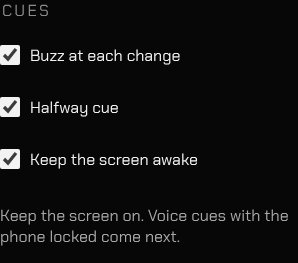 CUES
Buzz at each change
Halfway cue
Keep the screen awake
Keep the screen on. Voice cues with the
phone locked come next.